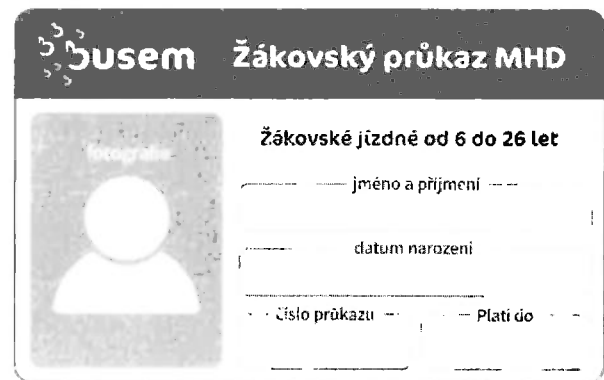 busem Žákovský průkaz MHD
fotografie
Žákovské jízdné od 6 do 26 let
jméno a příjmení
datum narození
číslo průkazu Platí do